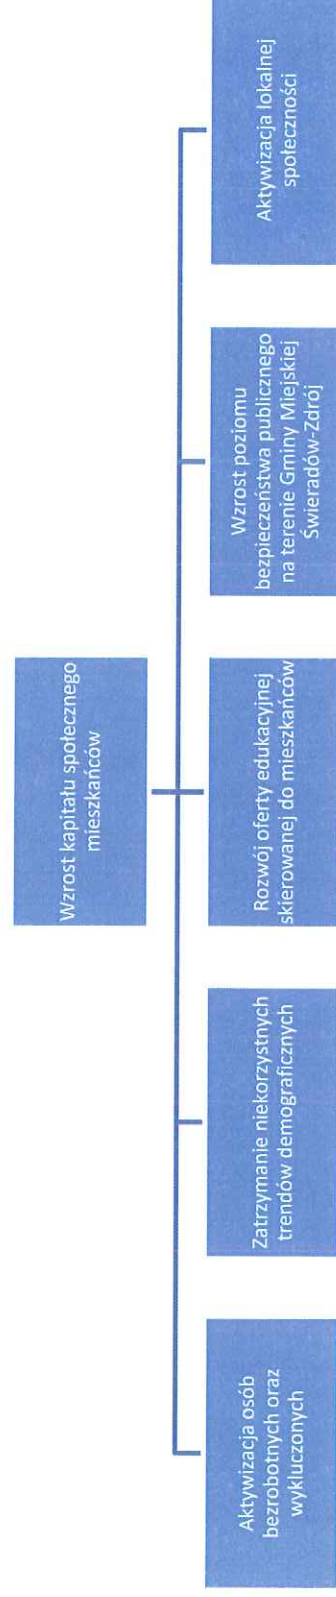 Wzrost kapitału społecznego
mieszkańców
Aktywizacja osób
bezrobotnych oraz
wykluczonych
Zatrzymanie niekorzystnych
trendów demograficznych
Rozwój oferty edukacyjnej
skierowanej do mieszkańców
Wzrost poziomu
bezpieczeństwa publicznego
na terenie Gminy Miejskiej
Świeradów-Zdrój
Aktywizacja lokalnej
społeczności